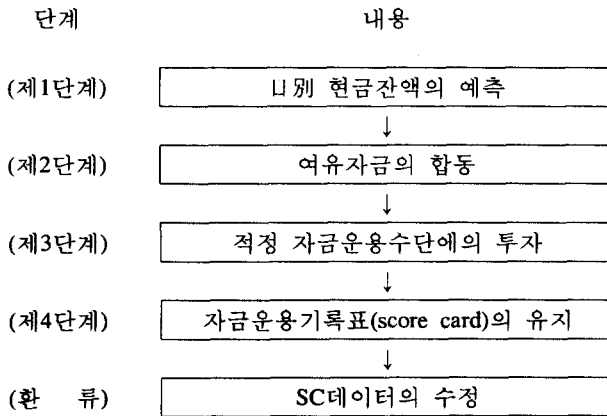 단계 내용
(제1단계) 日別 현금잔액의 예측
↓
(제2단계) 여유자금의 합동
↓
(제3단계) 적정 자금운용수단에의 투자
↓
(제4단계) 자금운용기록표(score card)의 유지
↓
(환 류) SC데이터의 수정